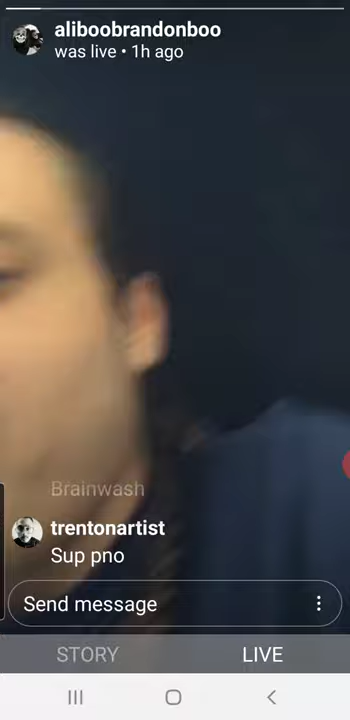 aliboobrandonboo
was live • 1h ago
Brainwash
trentonartist
Sup pno
Send message
STORY
LIVE